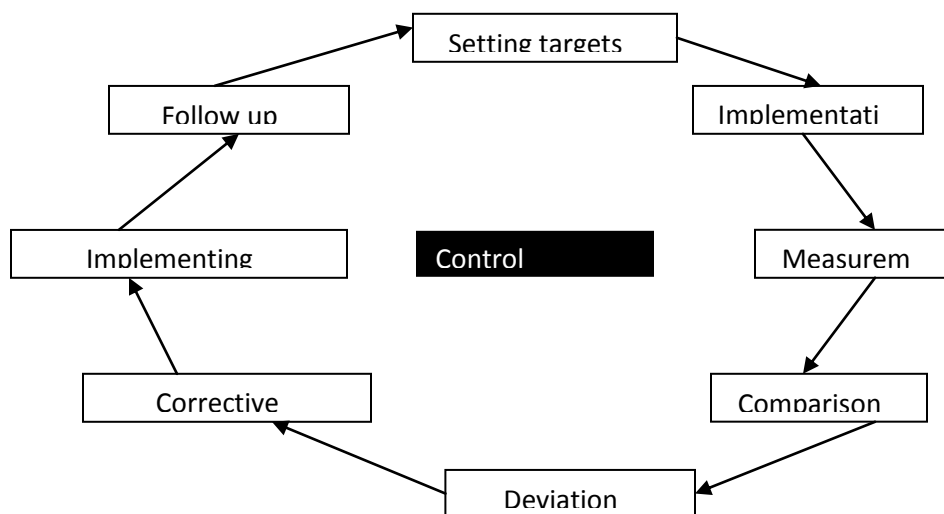 Setting targets
Follow up
Implementati
Implementing
Control
Measurem
Corrective
Comparison
Deviation